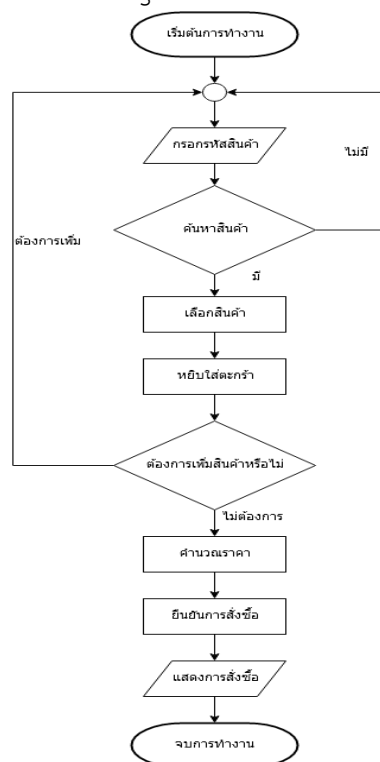 เริ่มต้นการทำงาน
กรอกรหัสสินค้า
ไม่มี
ค้นหาสินค้า
ต้องการเพิ่ม
มี
เลือกสินค้า
หยิบใส่ตะกร้า
ต้องการเพิ่มสินค้าหรือไม่
ไม่ต้องการ
คำนวณราคา
ยืนยันการสั่งซื้อ
แสดงการสั่งซื้อ
จบการทำงาน